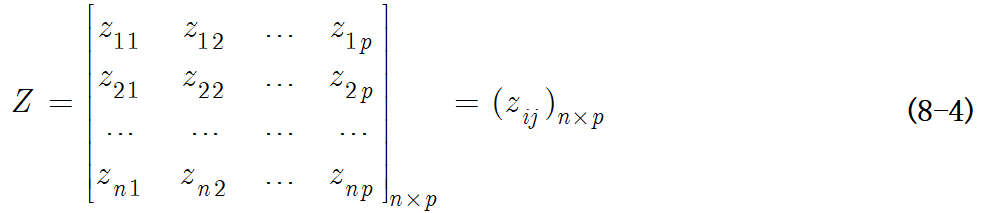 z11 z12 … z1p
z21 z22 … z2p
Z = … … … … = (zij)n×p (8-4)
zn1 zn2 … znp
n×p